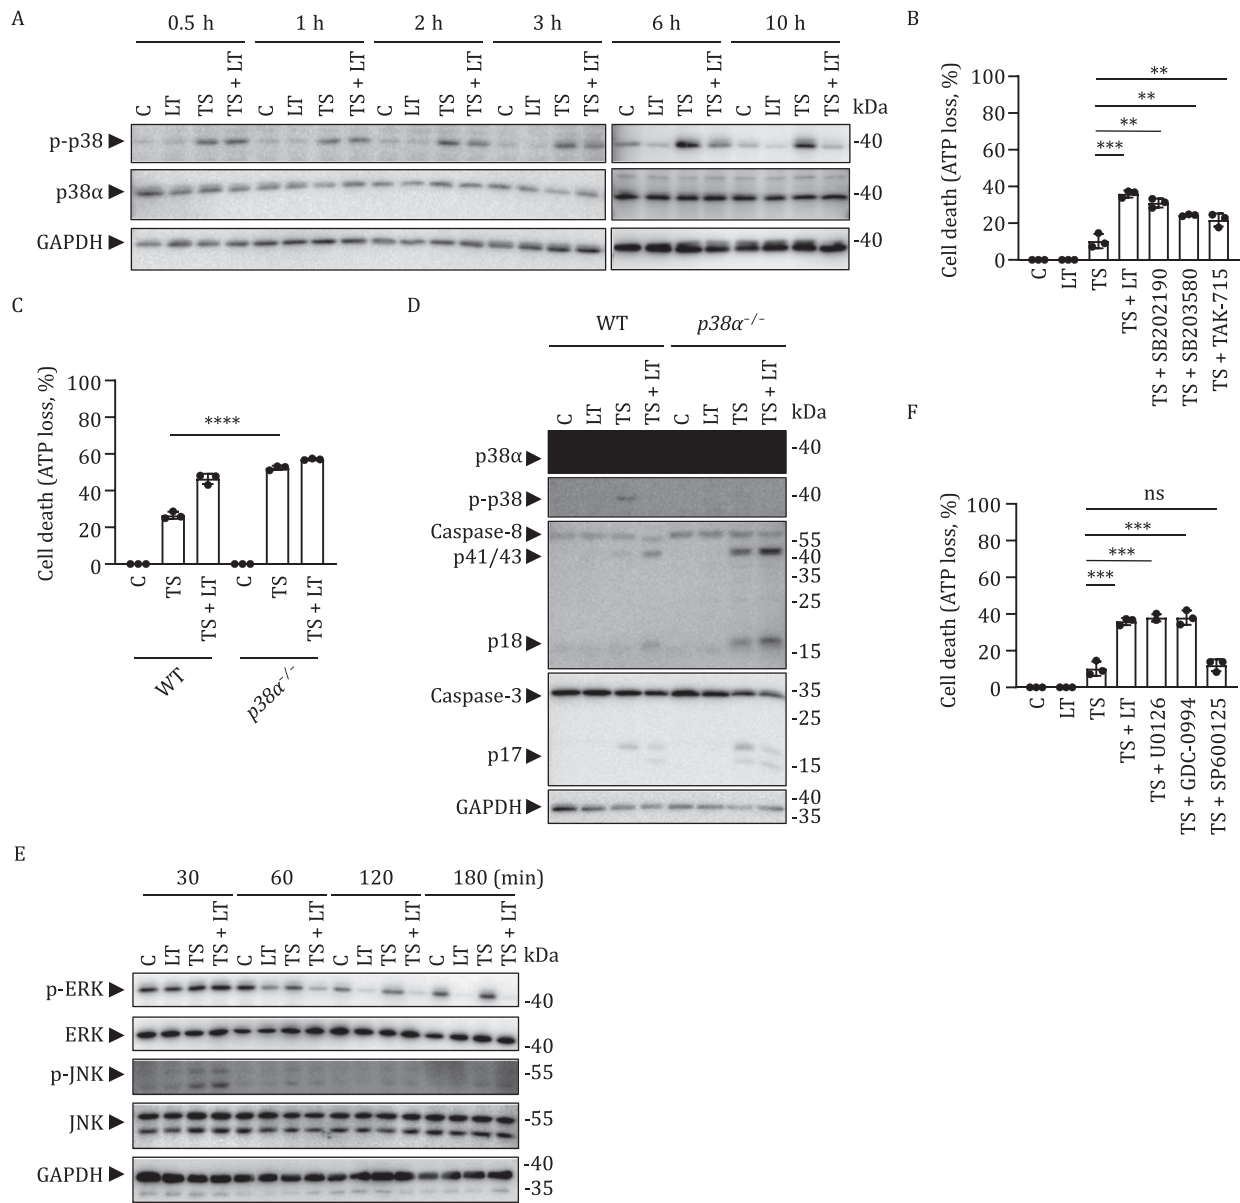 A
0.5 h 1 h 2 h 3 h 6 h 10 h
C LT TS TS + LT C LT TS TS + LT C LT TS TS + LT C LT TS TS + LT C LT TS TS + LT C LT TS TS + LT kDa
p-p38 -40
p38α -40
GAPDH -40
B
Cell death (ATP loss, %)
100
80
60
40
20
0
**
**
**
***
C LT TS TS + LT TS + SB202190 TS + SB203580 TS + TAK-715
C
Cell death (ATP loss, %)
100
80
60
40
20
0
****
C TS TS + LT C TS TS + LT
WT p38α−/−
D
WT p38α−/−
C LT TS TS + LT C LT TS TS + LT kDa
p38α -40
p-p38 -40
Caspase-8 -55
p41/43 -40
-35
-25
p18 -15
Caspase-3 -35
-25
p17 -15
GAPDH -40
-35
F
Cell death (ATP loss, %)
100
80
60
40
20
0
ns
***
***
***
C LT TS TS + LT TS + U0126 TS + GDC-0994 TS + SP600125
E
30 60 120 180 (min)
C LT TS TS + LT C LT TS TS + LT C LT TS TS + LT C LT TS TS + LT kDa
p-ERK -40
ERK -40
p-JNK -55
JNK -55
GAPDH -40
-35